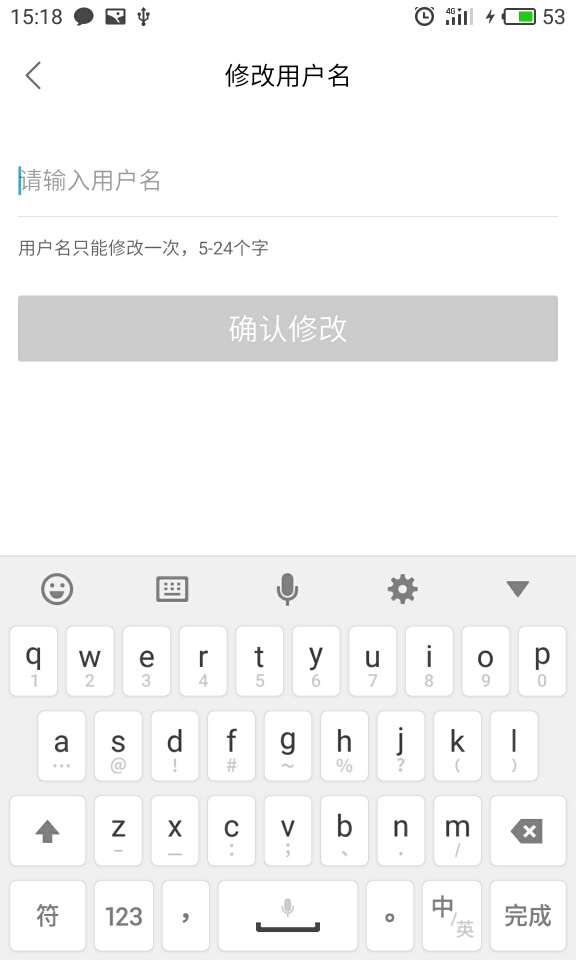 15:18 4G 53
修改用户名
请输入用户名
用户名只能修改一次，5-24个字
确认修改
q w e r t y u i o p
1 2 3 4 5 6 7 8 9 0
a s d f g h j k l
… @ ! # ~ % ? ( )
z x c v b n m
– — : ; 、 . /
符 123 ， 。 中/英 完成